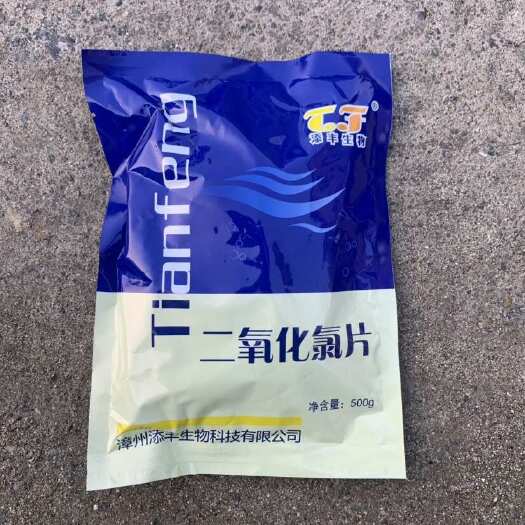 TF®
添丰生物
Tianfeng
二氧化氯片
净含量：500g
漳州添丰生物科技有限公司